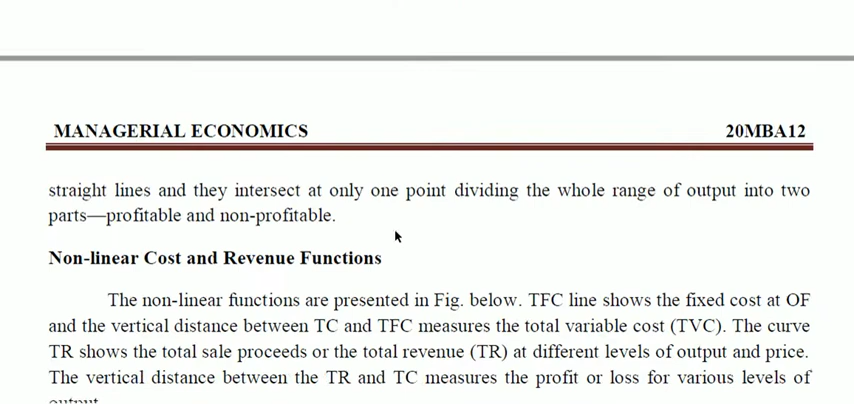 MANAGERIAL ECONOMICS 20MBA12
straight lines and they intersect at only one point dividing the whole range of output into two
parts—profitable and non-profitable.
Non-linear Cost and Revenue Functions
The non-linear functions are presented in Fig. below. TFC line shows the fixed cost at OF
and the vertical distance between TC and TFC measures the total variable cost (TVC). The curve
TR shows the total sale proceeds or the total revenue (TR) at different levels of output and price.
The vertical distance between the TR and TC measures the profit or loss for various levels of
output.